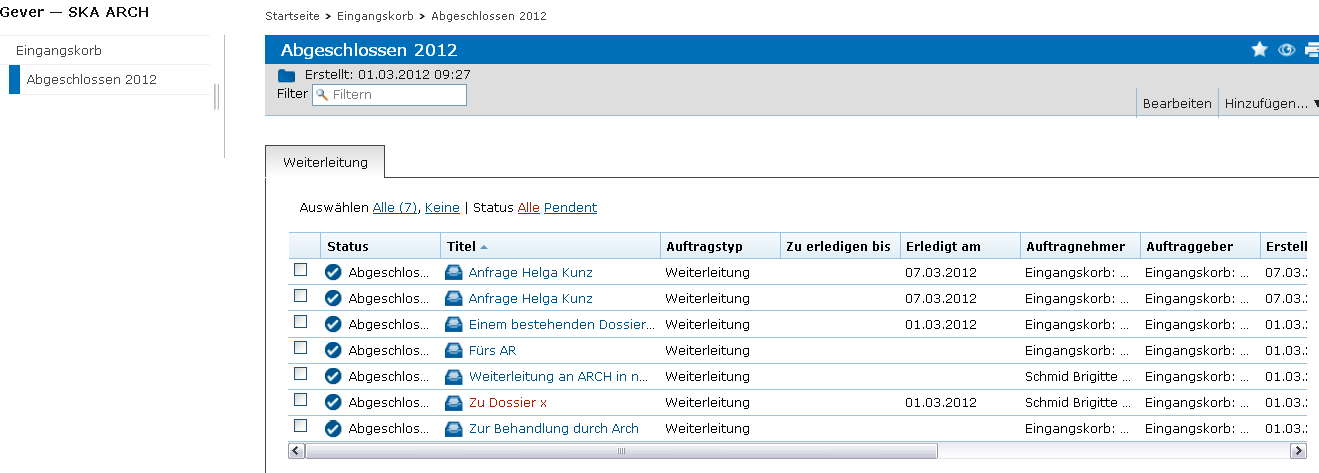 Gever — SKA ARCH
Startseite > Eingangskorb > Abgeschlossen 2012
Eingangskorb
Abgeschlossen 2012
Abgeschlossen 2012
Erstellt: 01.03.2012 09:27
Filter Filtern
Bearbeiten Hinzufügen... ▼
Weiterleitung
Auswählen Alle (7), Keine | Status Alle Pendent
Status Titel Auftragstyp Zu erledigen bis Erledigt am Auftragnehmer Auftraggeber Erstell
Abgeschlos... Anfrage Helga Kunz Weiterleitung 07.03.2012 Eingangskorb: ... Eingangskorb: ... 07.03.:
Abgeschlos... Anfrage Helga Kunz Weiterleitung 07.03.2012 Eingangskorb: ... Eingangskorb: ... 07.03.:
Abgeschlos... Einem bestehenden Dossier... Weiterleitung 01.03.2012 Eingangskorb: ... Eingangskorb: ... 01.03.:
Abgeschlos... Fürs AR Weiterleitung Eingangskorb: ... Eingangskorb: ... 01.03.:
Abgeschlos... Weiterleitung an ARCH in n... Weiterleitung Schmid Brigitte ... Eingangskorb: ... 01.03.:
Abgeschlos... Zu Dossier x Weiterleitung 01.03.2012 Schmid Brigitte ... Eingangskorb: ... 01.03.:
Abgeschlos... Zur Behandlung durch Arch Weiterleitung Eingangskorb: ... Eingangskorb: ... 01.03.: